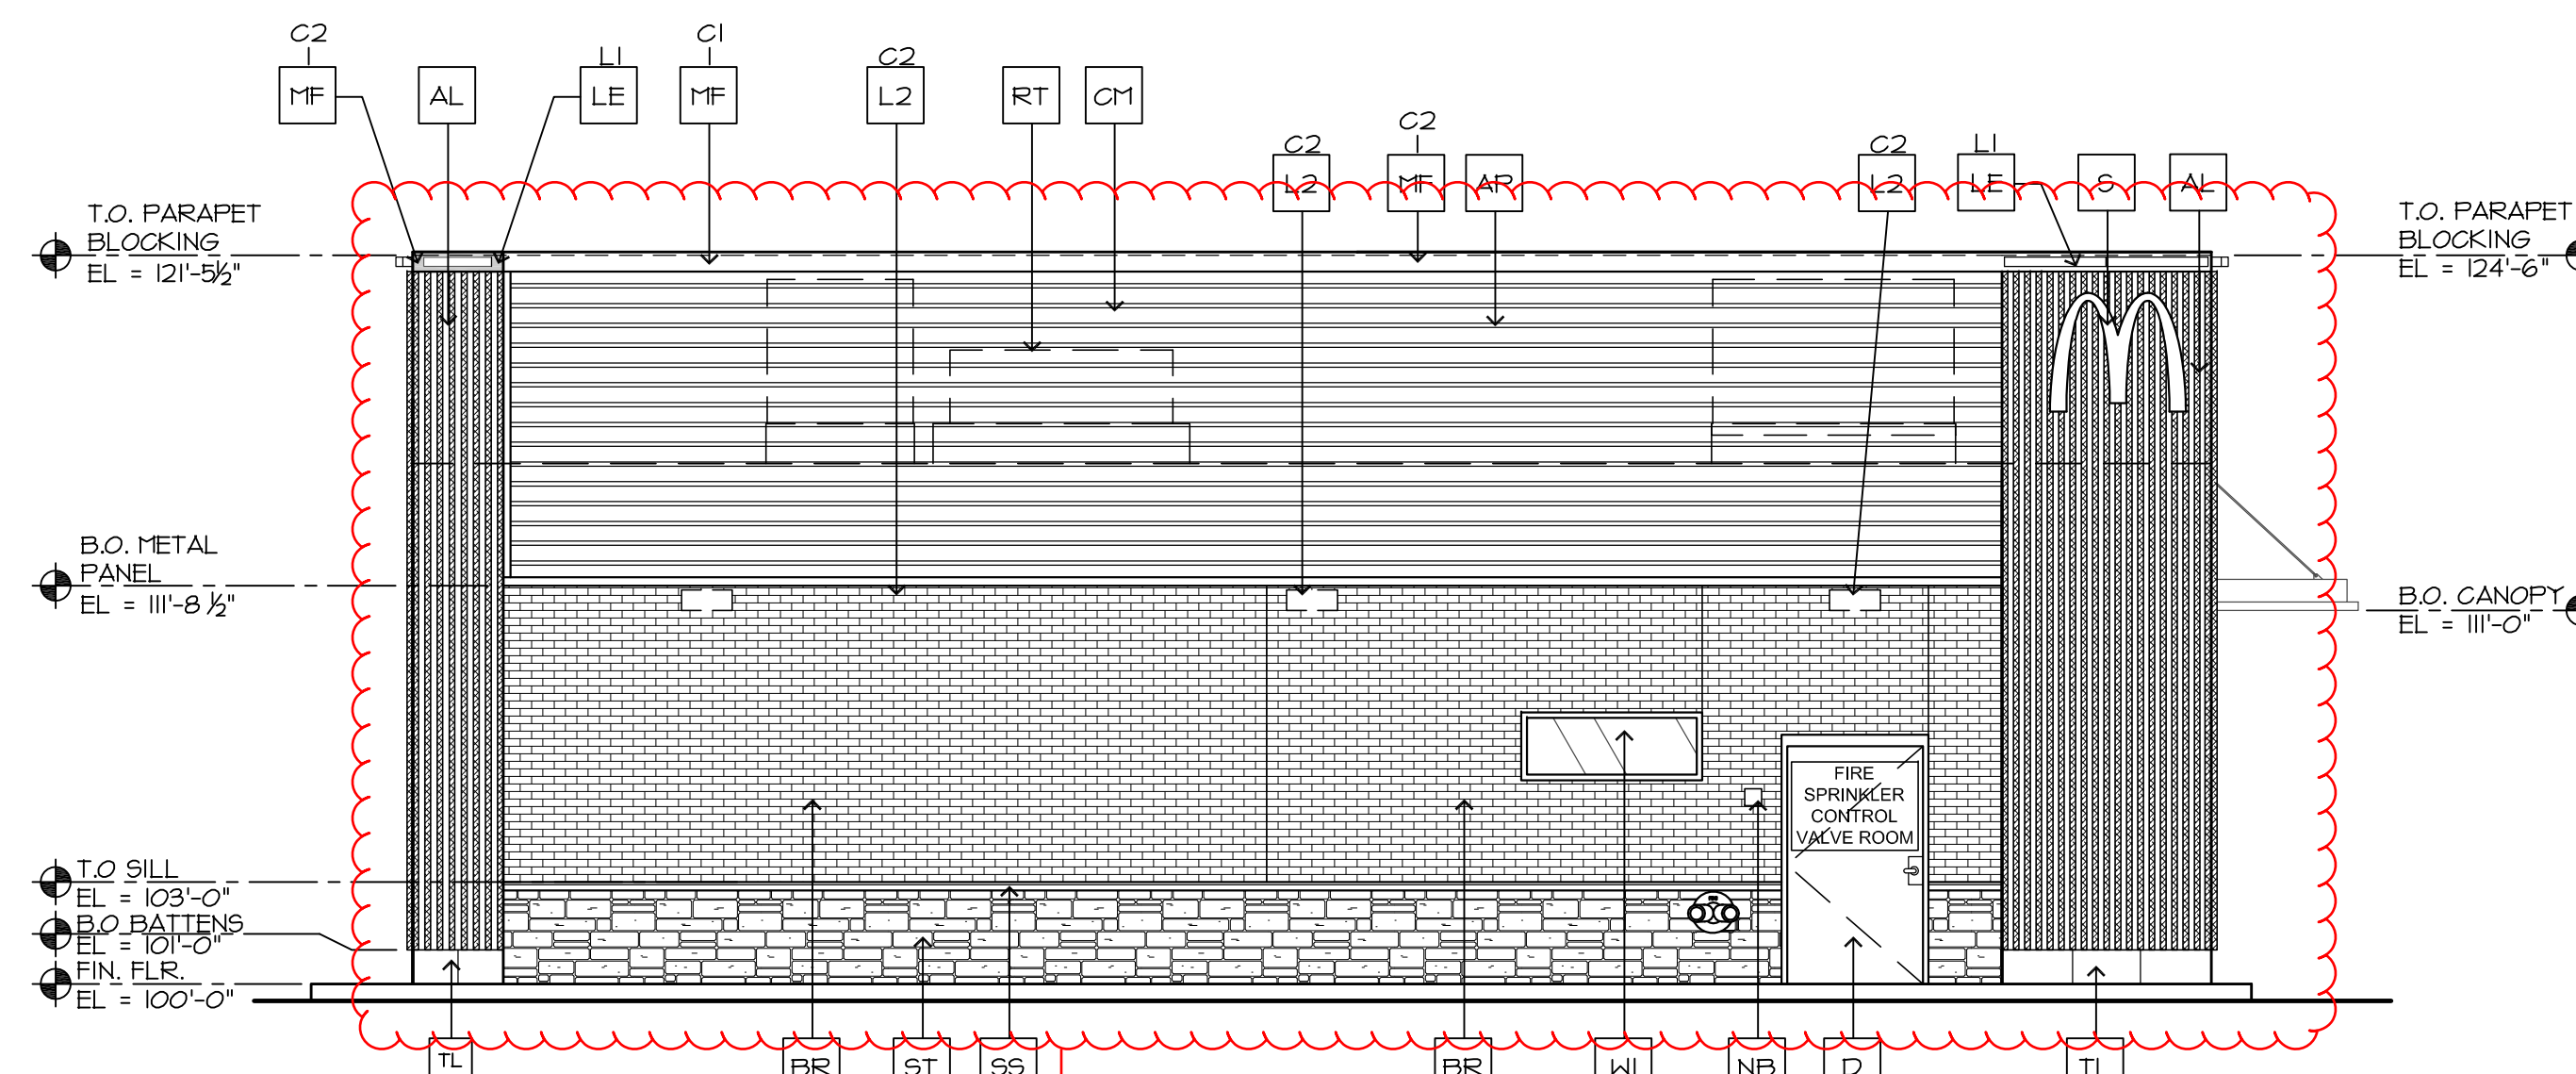 C2
C1
L1
C2
MF
AL
LE
MF
L2
RT
CM
C2
C2
C2
L1
L2
MF
AP
L2
LE
S
AL
T.O. PARAPET
BLOCKING
EL = 121'-5½"
T.O. PARAPET
BLOCKING
EL = 124'-6"
B.O. METAL
PANEL
EL = 111'-8 ½"
B.O. CANOPY
EL = 111'-0"
FIRE
SPRINKLER
CONTROL
VALVE ROOM
T.O SILL
EL = 103'-0"
B.O BATTENS
EL = 101'-0"
FIN. FLR.
EL = 100'-0"
TL
BR
ST
SS
BR
WI
NB
D